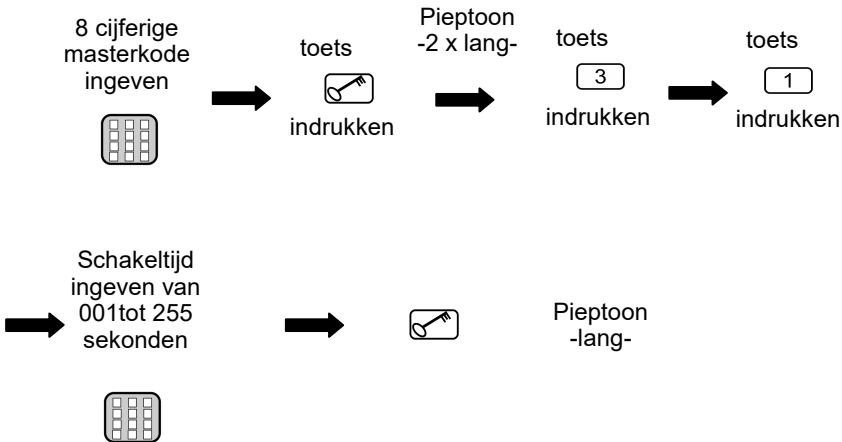 8 cijferige
masterkode
ingeven
toets
indrukken
Pieptoon
-2 x lang-
toets
3
indrukken
toets
1
indrukken
Schakeltijd
ingeven van
001tot 255
sekonden
Pieptoon
-lang-